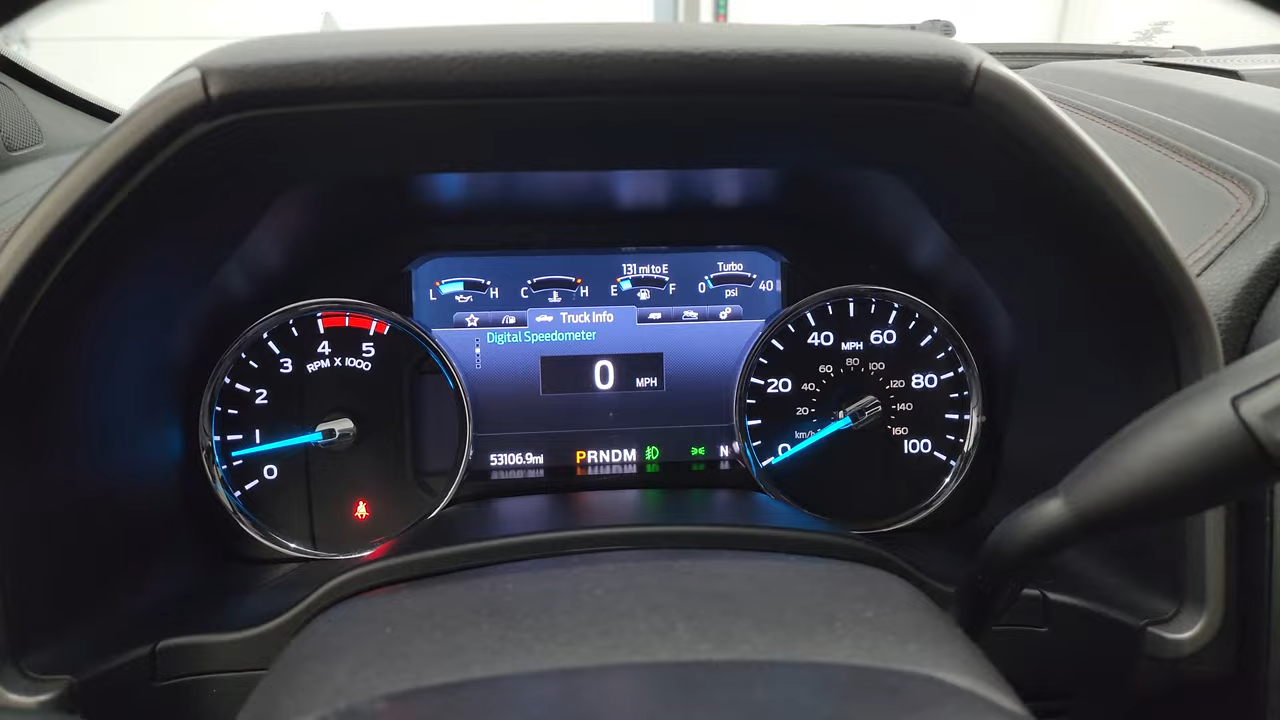 131 mi to E
Turbo
L H
C H
E F
0 40
psi
Truck Info
Digital Speedometer
0 MPH
53106.9mi
PRNDM
N
0 1 2 3 4 5
RPM X 1000
0 20 40 60 80 100
MPH
20 40 60 80 100 120 140 160
km/h